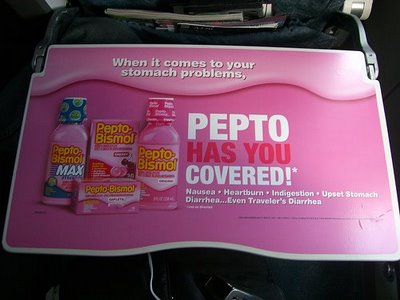 When it comes to your
stomach problems,
PEPTO
HAS YOU
COVERED!*
Nausea • Heartburn • Indigestion • Upset Stomach
Diarrhea...Even Traveler's Diarrhea
Pepto-
Bismol
MAX
Pepto-
Bismol
Pepto-
Bismol
Pepto-Bismol
CAPLETS